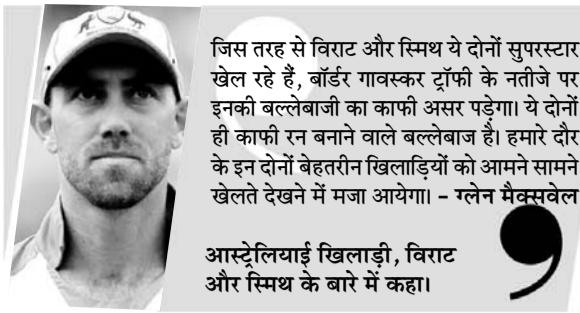 जिस तरह से विराट और स्मिथ ये दोनों सुपरस्टार
खेल रहे हैं, बॉर्डर गावस्कर ट्रॉफी के नतीजे पर
इनकी बल्लेबाजी का काफी असर पड़ेगा। ये दोनों
ही काफी रन बनाने वाले बल्लेबाज है। हमारे दौर
के इन दोनों बेहतरीन खिलाड़ियों को आमने सामने
खेलते देखने में मजा आयेगा। – ग्लेन मैक्सवेल
आस्ट्रेलियाई खिलाड़ी, विराट
और स्मिथ के बारे में कहा।